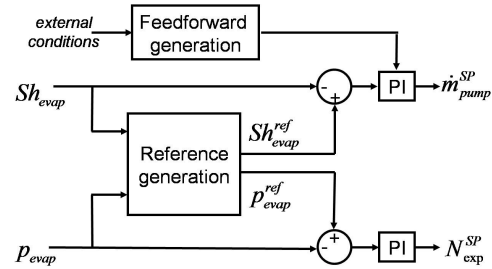 external
conditions
Feedforward
generation
Sh_evap
-
+
PI
ṁ_pump^SP
Reference
generation
Sh_evap^ref
p_evap^ref
p_evap
-
+
PI
N_exp^SP